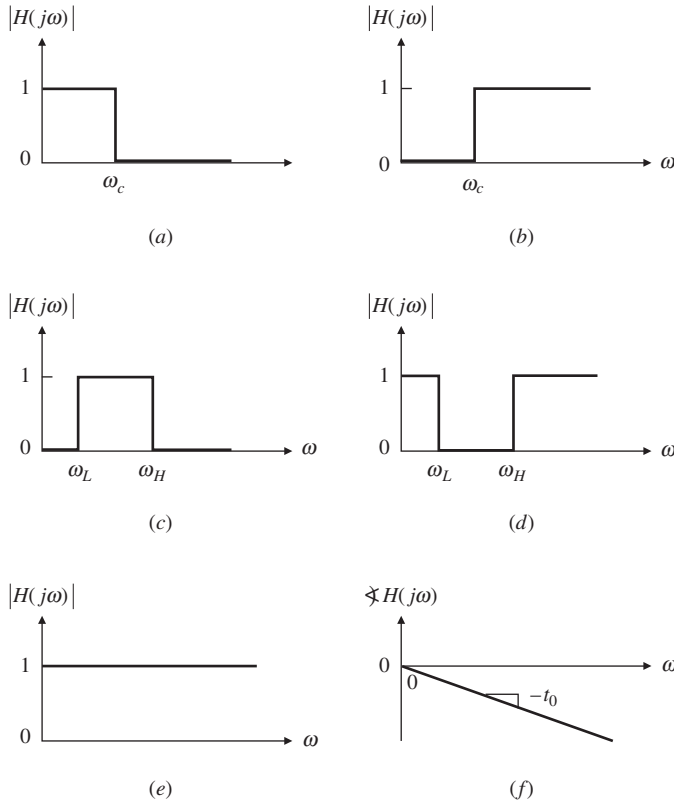 |H(jω)|
1
0
ω_c
(a)
|H(jω)|
1
0
ω_c
ω
(b)
|H(jω)|
1
0
ω_L
ω_H
ω
(c)
|H(jω)|
1
0
ω_L
ω_H
ω
(d)
|H(jω)|
1
0
ω
(e)
∢ H(jω)
0
0
−t_0
ω
(f)